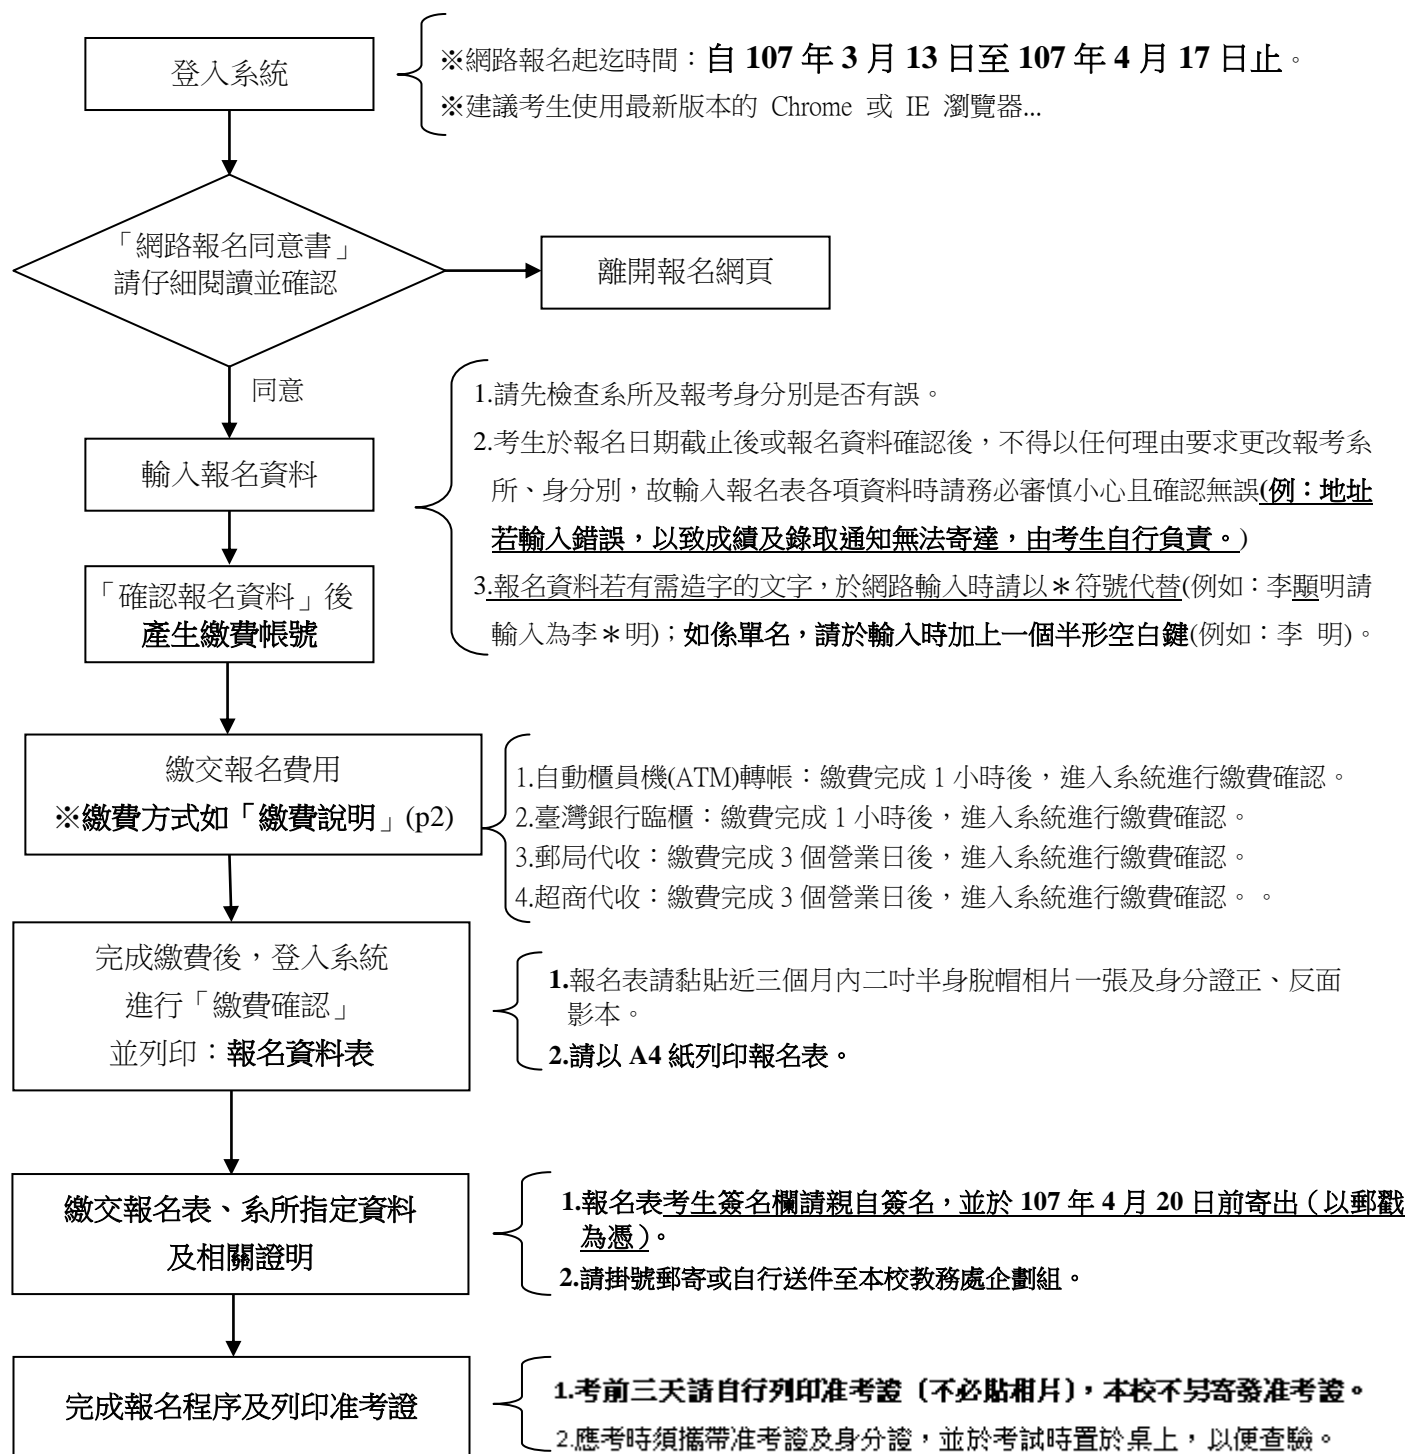 登入系統
※網路報名起迄時間：自 107 年 3 月 13 日至 107 年 4 月 17 日止。
※建議考生使用最新版本的 Chrome 或 IE 瀏覽器...
「網路報名同意書」
請仔細閱讀並確認
離開報名網頁
同意
輸入報名資料
1.請先檢查系所及報考身分別是否有誤。
2.考生於報名日期截止後或報名資料確認後，不得以任何理由要求更改報考系
所、身分別，故輸入報名表各項資料時請務必審慎小心且確認無誤(例：地址
若輸入錯誤，以致成績及錄取通知無法寄達，由考生自行負責。)
3.報名資料若有需造字的文字，於網路輸入時請以＊符號代替(例如：李顯明請
輸入為李＊明)；如係單名，請於輸入時加上一個半形空白鍵(例如：李 明)。
「確認報名資料」後
產生繳費帳號
繳交報名費用
※繳費方式如「繳費說明」(p2)
1.自動櫃員機(ATM)轉帳：繳費完成 1 小時後，進入系統進行繳費確認。
2.臺灣銀行臨櫃：繳費完成 1 小時後，進入系統進行繳費確認。
3.郵局代收：繳費完成 3 個營業日後，進入系統進行繳費確認。
4.超商代收：繳費完成 3 個營業日後，進入系統進行繳費確認。。
完成繳費後，登入系統
進行「繳費確認」
並列印：報名資料表
1.報名表請黏貼近三個月內二吋半身脫帽相片一張及身分證正、反面
影本。
2.請以 A4 紙列印報名表。
繳交報名表、系所指定資料
及相關證明
1.報名表考生簽名欄請親自簽名，並於 107 年 4 月 20 日前寄出（以郵戳
為憑）。
2.請掛號郵寄或自行送件至本校教務處企劃組。
完成報名程序及列印准考證
1.考前三天請自行列印准考證（不必貼相片），本校不另寄發准考證。
2.應考時須攜帶准考證及身分證，並於考試時置於桌上，以便查驗。